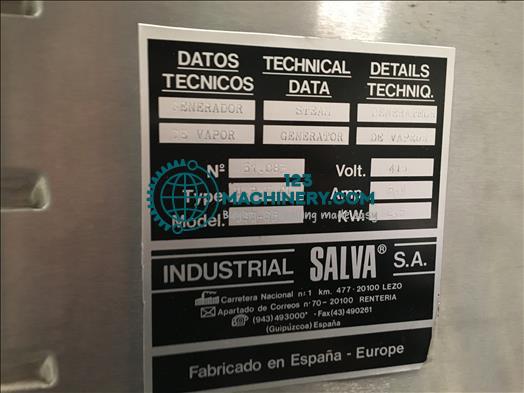 DATOS TECNICOS
TECHNICAL DATA
DETAILS TECHNIQ.
GENERADOR STEAM GENERATEUR
DE VAPOR GENERATOR DE VAPEUR
Nº Volt.
Type Amp.
Model. KW.
123
MACHINERY.COM
INDUSTRIAL SALVA® S.A.
Carretera Nacional nº 1 km. 477 - 20100 LEZO
Apartado de Correos nº 70 - 20100 RENTERIA
(943) 493000* - Fax (43) 490261
(Guipúzcoa) España
Fabricado en España - Europe